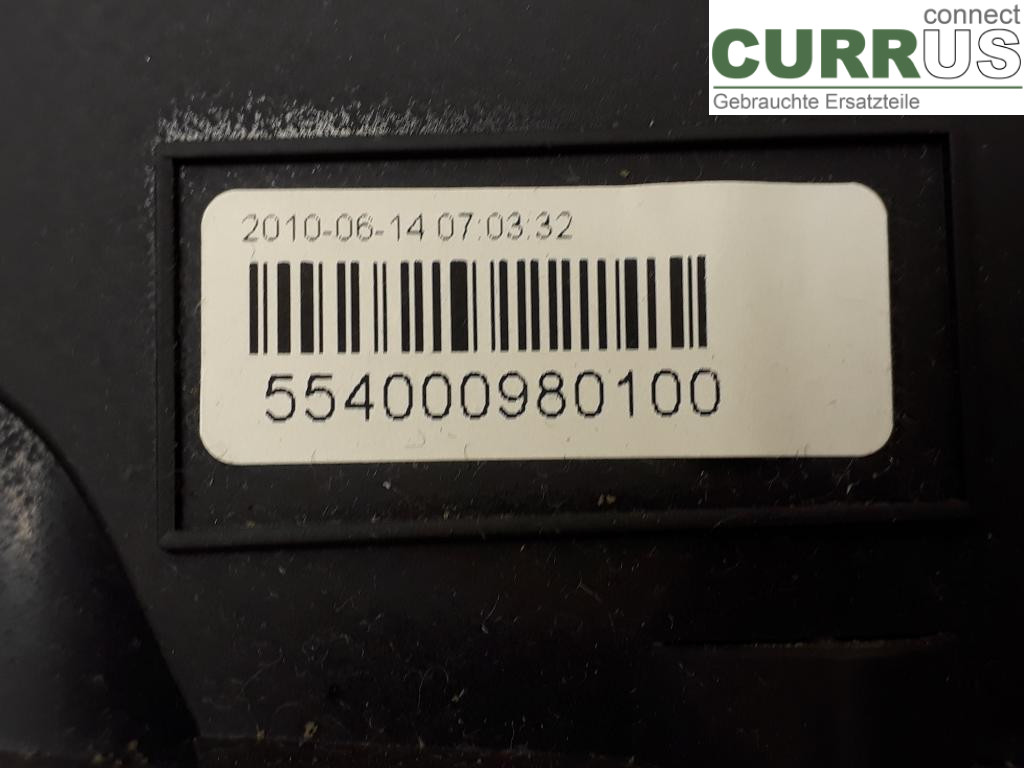 connect
CURRUS
Gebrauchte Ersatzteile
2010-06-14 07:03:32
554000980100